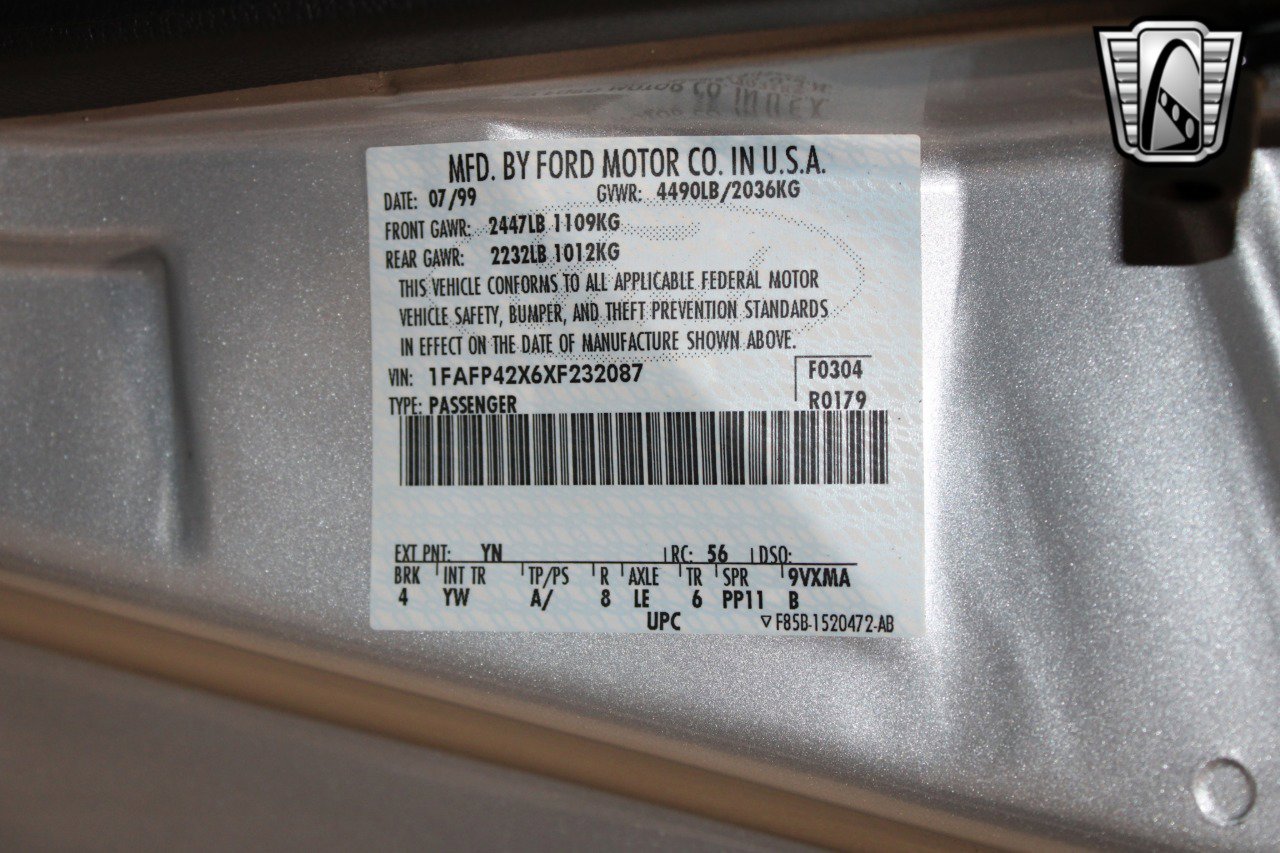 MFD. BY FORD MOTOR CO. IN U.S.A.
DATE: 07/99 GVWR: 4490LB/2036KG
FRONT GAWR: 2447LB 1109KG
REAR GAWR: 2232LB 1012KG
THIS VEHICLE CONFORMS TO ALL APPLICABLE FEDERAL MOTOR
VEHICLE SAFETY, BUMPER, AND THEFT PREVENTION STANDARDS
IN EFFECT ON THE DATE OF MANUFACTURE SHOWN ABOVE.
VIN: 1FAFP42X6XF232087 F0304
TYPE: PASSENGER R0179
EXT PNT: YN RC: 56 DSO:
BRK INT TR TP/PS R AXLE TR SPR 9VXMA
4 YW A/ 8 LE 6 PP11 B
UPC ▽F85B-1520472-AB